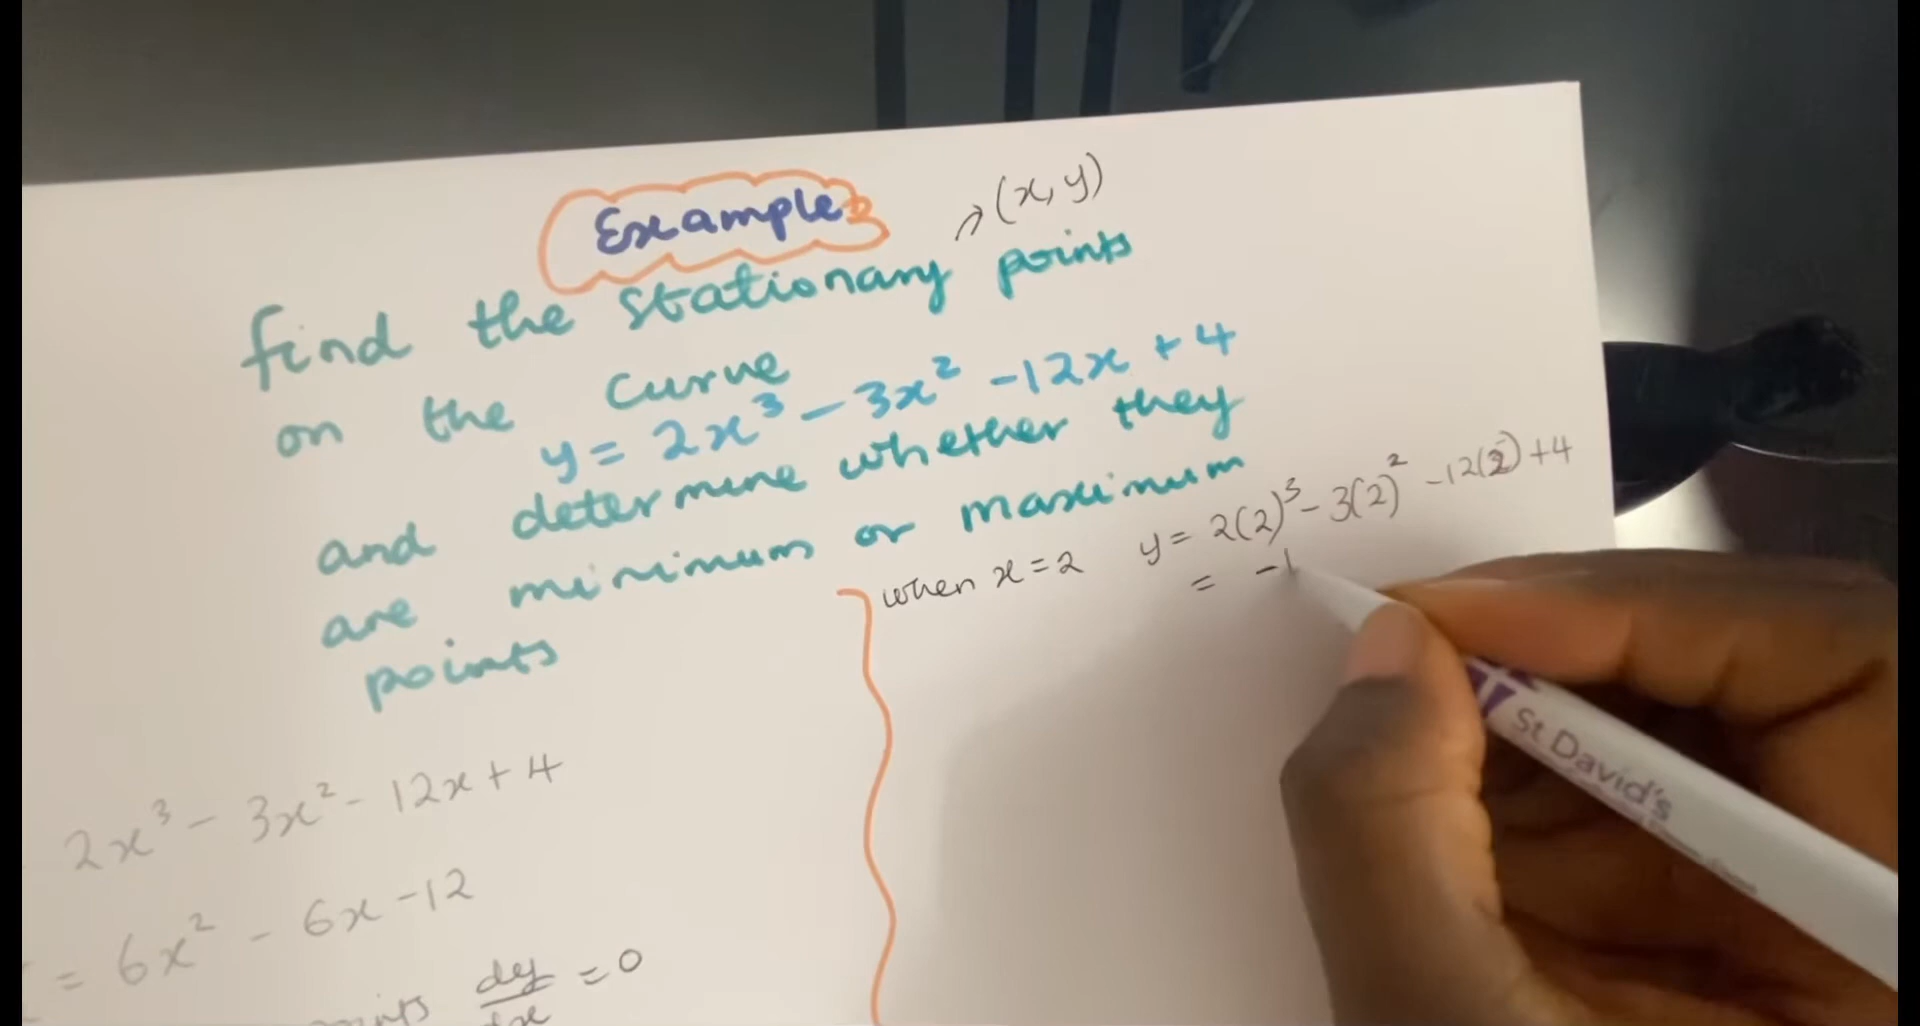 Example
→ (x, y)
find the stationary points
on the curve
y = 2x³ - 3x² - 12x + 4
and determine whether they
are minimum or maximum
points
when x = 2 y = 2(2)³ - 3(2)² - 12(2) + 4
= -1
2x³ - 3x² - 12x + 4
= 6x² - 6x - 12
dy/dx = 0
St David's